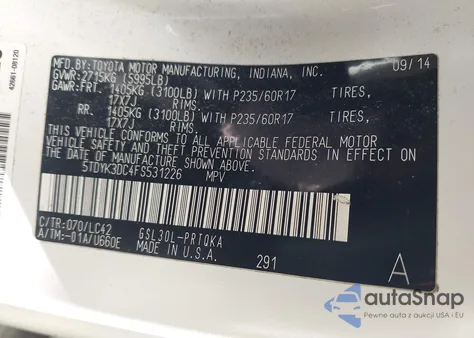 MFD.BY:TOYOTA MOTOR MANUFACTURING, INDIANA, INC. 09/14
GVWR:2715KG (5995LB)
GAWR:FRT. 1405KG (3100LB) WITH P235/60R17 TIRES,
17X7J RIMS.
RR. 1405KG (3100LB) WITH P235/60R17 TIRES,
17X7J RIMS.
THIS VEHICLE CONFORMS TO ALL APPLICABLE FEDERAL MOTOR
VEHICLE SAFETY AND THEFT PREVENTION STANDARDS IN EFFECT
ON THE DATE OF MANUFACTURE SHOWN ABOVE.
5TDYK3DC4FS531226 MPV
C/TR:070/LC42 GSL30L-PRTQKA
A/TM:-01A/U660E MADE IN U.S.A. 291 A
42661-08120
autoSnap
Pewne auta z aukcji USA i KE/EU